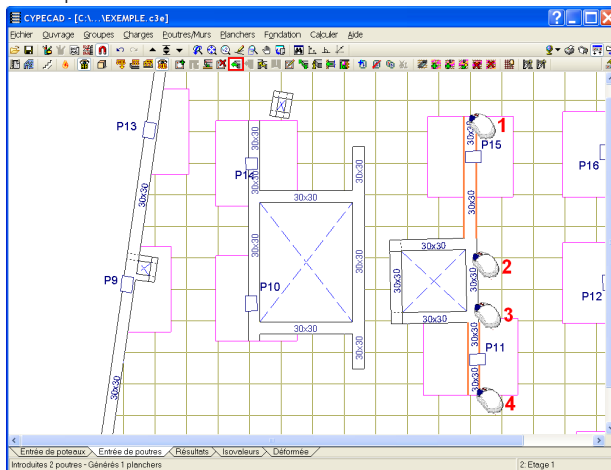 CYPECAD - [C:\...\EXEMPLE.c3e]
Fichier Ouvrage Groupes Charges Poutres/Murs Planchers Fondation Calculer Aide
1
30x30
P13
30x30
P15
P14
P16
30x30
30x30
30x30
30x30
30x30
30x30
2
P9
30x30
30x30
P10
P12
30x30
3
30x30
P11
30x30
30x30
30x30
4
Entrée de poteaux Entrée de poutres Résultats Isovaleurs Déformée
Introduites 2 poutres - Générés 1 planchers 2: Etage 1